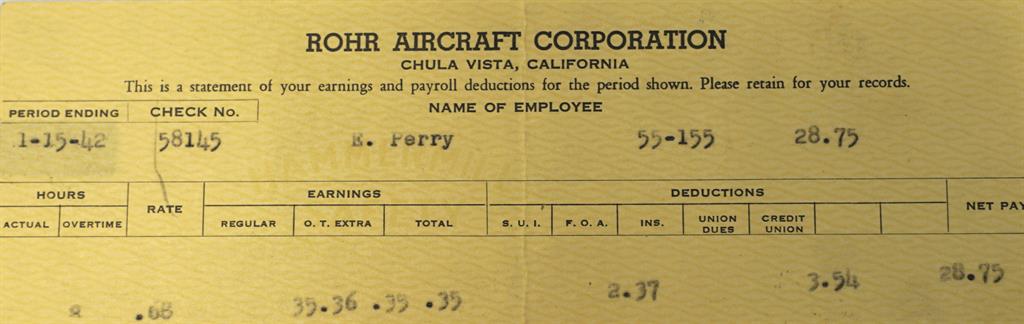 ROHR AIRCRAFT CORPORATION
CHULA VISTA, CALIFORNIA
This is a statement of your earnings and payroll deductions for the period shown. Please retain for your records.
PERIOD ENDING CHECK No. NAME OF EMPLOYEE
1-15-42 58145 E. Perry 55-155 28.75
HOURS RATE EARNINGS DEDUCTIONS NET PAY
ACTUAL OVERTIME REGULAR O. T. EXTRA TOTAL S. U. I. F. O. A. INS. UNION DUES CREDIT UNION
8 .68 35.36 .35 .35 2.37 3.54 28.75